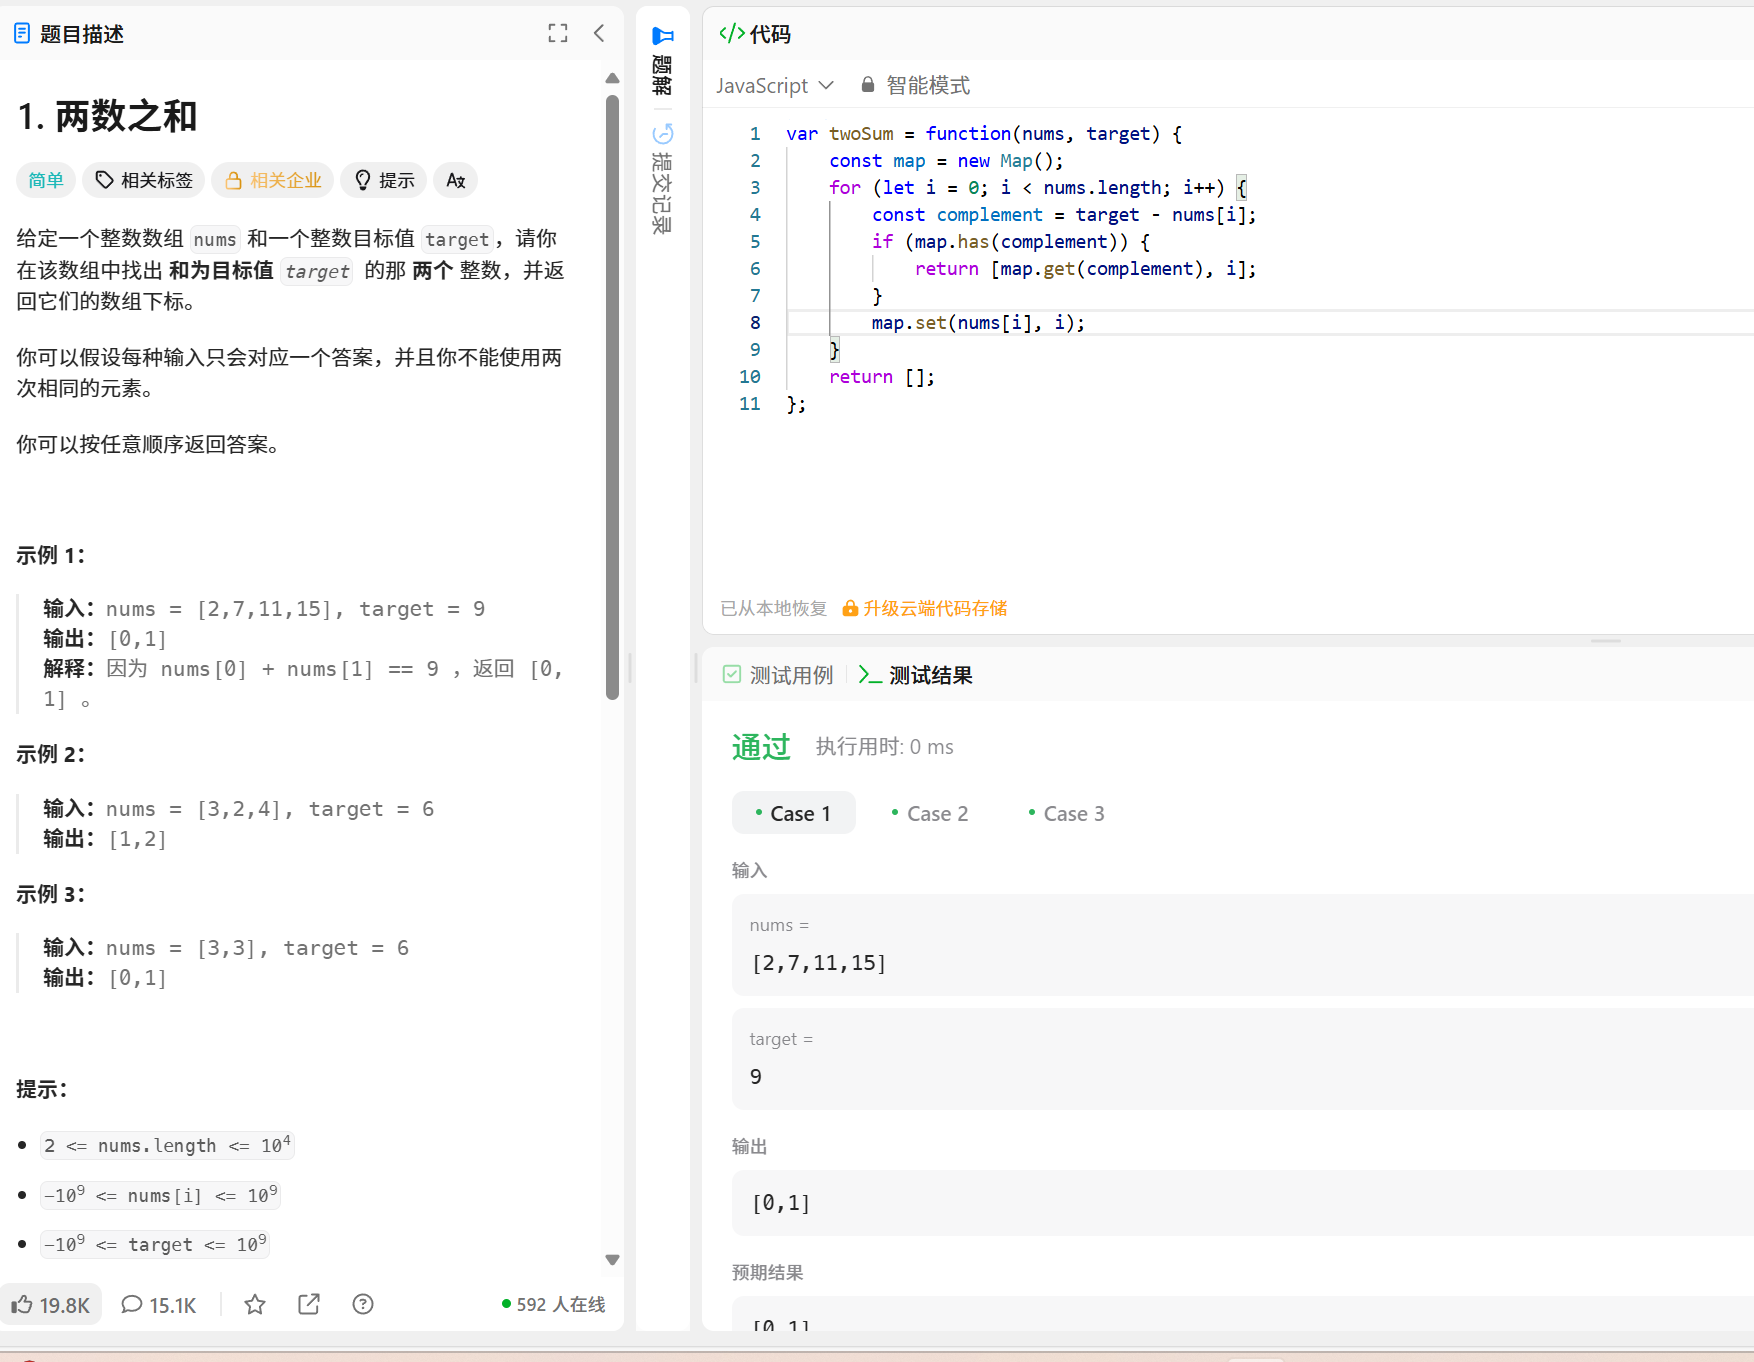 题目描述
1. 两数之和
简单
相关标签
相关企业
提示
给定一个整数数组 nums 和一个整数目标值 target，请你
在该数组中找出 和为目标值 target 的那 两个 整数，并返
回它们的数组下标。
你可以假设每种输入只会对应一个答案，并且你不能使用两
次相同的元素。
你可以按任意顺序返回答案。
示例 1：
输入：nums = [2,7,11,15], target = 9
输出：[0,1]
解释：因为 nums[0] + nums[1] == 9 ，返回 [0,
1] 。
示例 2：
输入：nums = [3,2,4], target = 6
输出：[1,2]
示例 3：
输入：nums = [3,3], target = 6
输出：[0,1]
提示：
2 <= nums.length <= 10⁴
-10⁹ <= nums[i] <= 10⁹
-10⁹ <= target <= 10⁹
19.8K
15.1K
592 人在线
题解
提交记录
代码
JavaScript
智能模式
1 var twoSum = function(nums, target) {
2     const map = new Map();
3     for (let i = 0; i < nums.length; i++) {
4         const complement = target - nums[i];
5         if (map.has(complement)) {
6             return [map.get(complement), i];
7         }
8         map.set(nums[i], i);
9     }
10     return [];
11 };
已从本地恢复 升级云端代码存储
测试用例
测试结果
通过 执行用时: 0 ms
Case 1
Case 2
Case 3
输入
nums =
[2,7,11,15]
target =
9
输出
[0,1]
预期结果
[0,1]